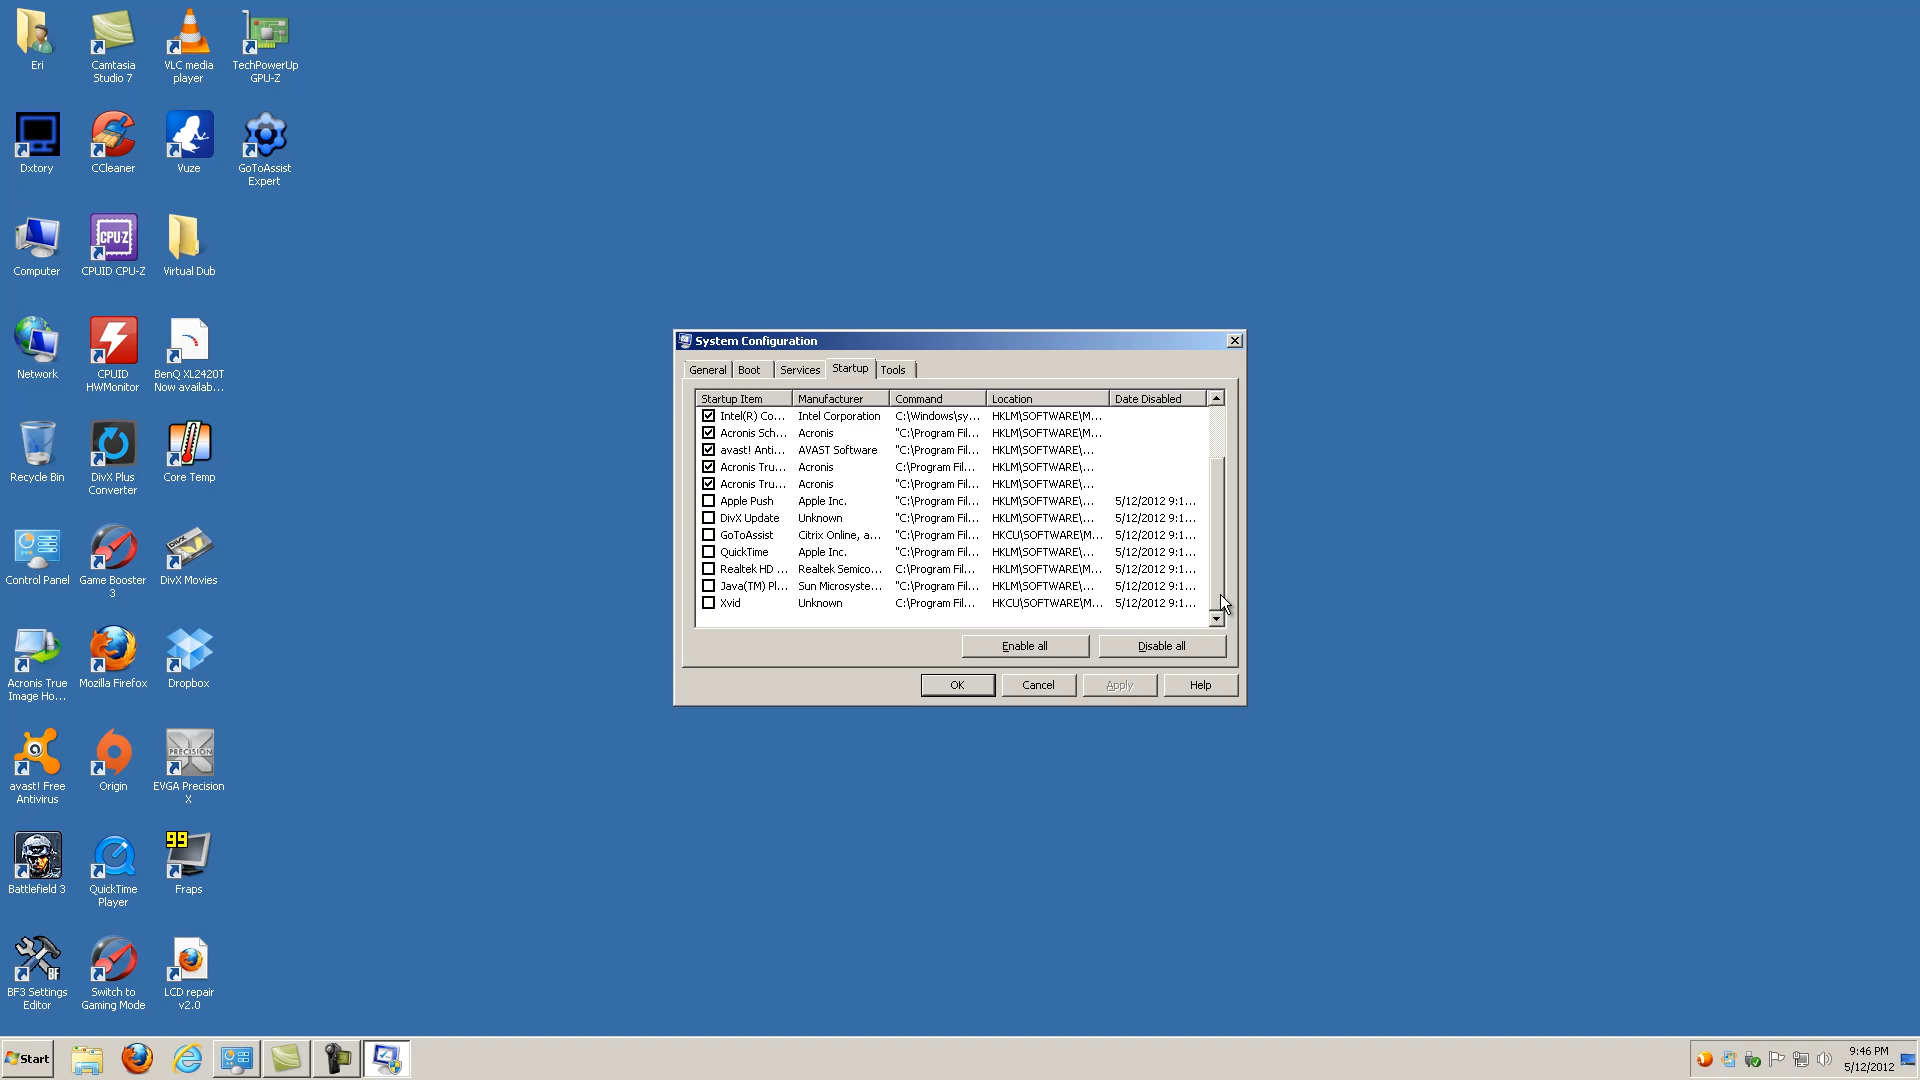 Eri
Camtasia
Studio 7
VLC media
player
TechPowerUp
GPU-Z
Dxtory
CCleaner
Vuze
GoToAssist
Expert
CPU-Z
Computer
CPUID CPU-Z
Virtual Dub
Network
CPUID
HWMonitor
BenQ XL2420T
Now availab...
Recycle Bin
DivX Plus
Converter
Core Temp
DIVX
Control Panel
Game Booster
3
DivX Movies
Acronis True
Image Ho...
Mozilla Firefox
Dropbox
PRECISION
avast! Free
Antivirus
Origin
EVGA Precision
X
99
Battlefield 3
QuickTime
Player
Fraps
BF
BF3 Settings
Editor
Switch to
Gaming Mode
LCD repair
v2.0
System Configuration
General Boot Services Startup Tools
Startup Item Manufacturer Command Location Date Disabled
Intel(R) Co... Intel Corporation C:\Windows\sy... HKLM\SOFTWARE\M...
Acronis Sch... Acronis "C:\Program Fil... HKLM\SOFTWARE\M...
avast! Anti... AVAST Software "C:\Program Fil... HKLM\SOFTWARE\...
Acronis Tru... Acronis C:\Program Fil... HKLM\SOFTWARE\...
Acronis Tru... Acronis "C:\Program Fil... HKLM\SOFTWARE\...
Apple Push Apple Inc. "C:\Program Fil... HKLM\SOFTWARE\... 5/12/2012 9:1...
DivX Update Unknown "C:\Program Fil... HKLM\SOFTWARE\... 5/12/2012 9:1...
GoToAssist Citrix Online, a... "C:\Program Fil... HKCU\SOFTWARE\M... 5/12/2012 9:1...
QuickTime Apple Inc. "C:\Program Fil... HKLM\SOFTWARE\... 5/12/2012 9:1...
Realtek HD ... Realtek Semico... C:\Program Fil... HKLM\SOFTWARE\M... 5/12/2012 9:1...
Java(TM) Pl... Sun Microsyste... "C:\Program Fil... HKLM\SOFTWARE\... 5/12/2012 9:1...
Xvid Unknown C:\Program Fil... HKCU\SOFTWARE\M... 5/12/2012 9:1...
Enable all Disable all
OK Cancel Apply Help
Start
9:46 PM
5/12/2012